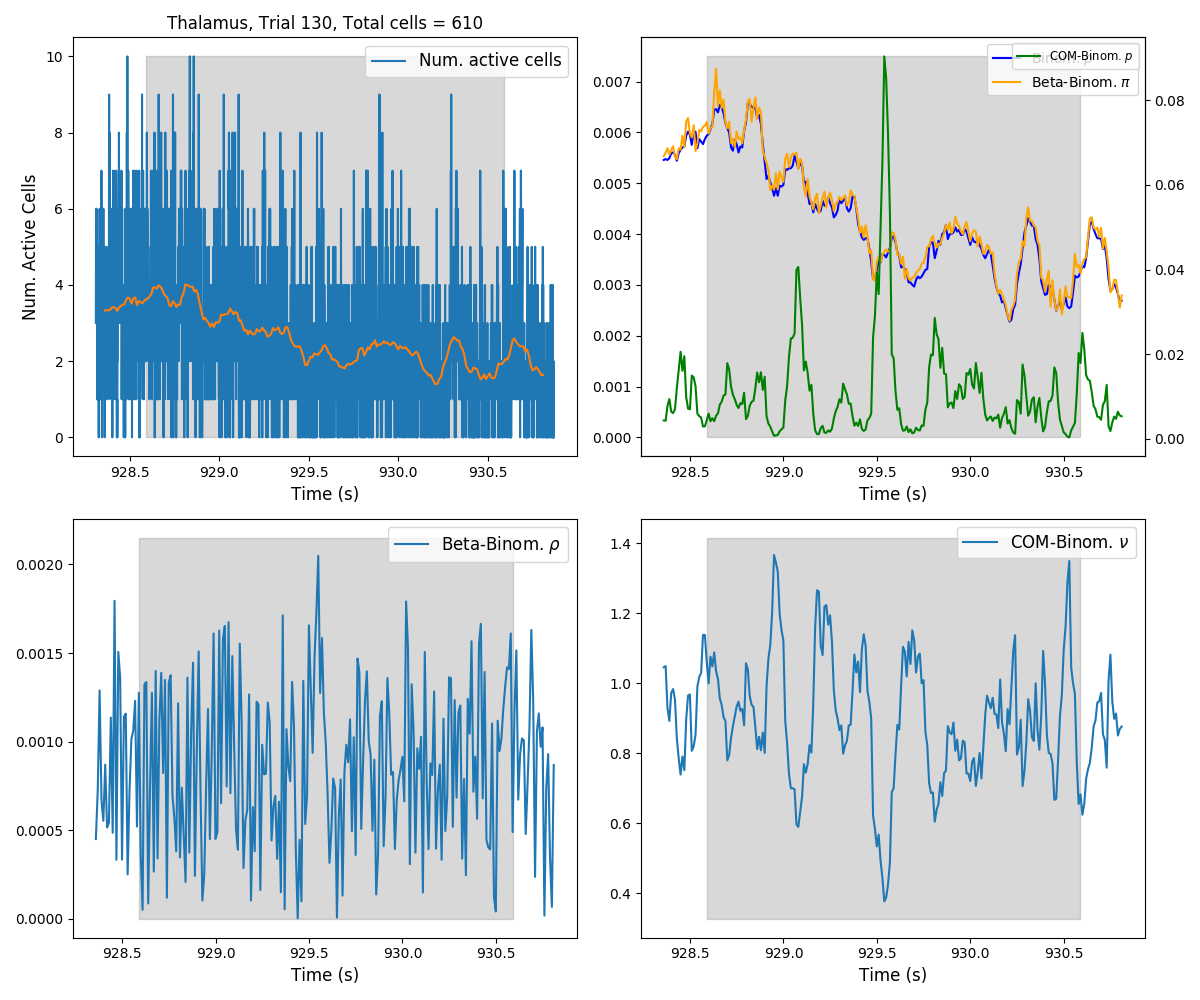 Thalamus, Trial 130, Total cells = 610
Num. active cells
10
8
6
4
2
0
Num. Active Cells
928.5 929.0 929.5 930.0 930.5
Time (s)
COM-Binom. p
Beta-Binom. π
0.007
0.006
0.005
0.004
0.003
0.002
0.001
0.000
0.08
0.06
0.04
0.02
0.00
928.5 929.0 929.5 930.0 930.5
Time (s)
Beta-Binom. ρ
0.0020
0.0015
0.0010
0.0005
0.0000
928.5 929.0 929.5 930.0 930.5
Time (s)
COM-Binom. ν
1.4
1.2
1.0
0.8
0.6
0.4
928.5 929.0 929.5 930.0 930.5
Time (s)